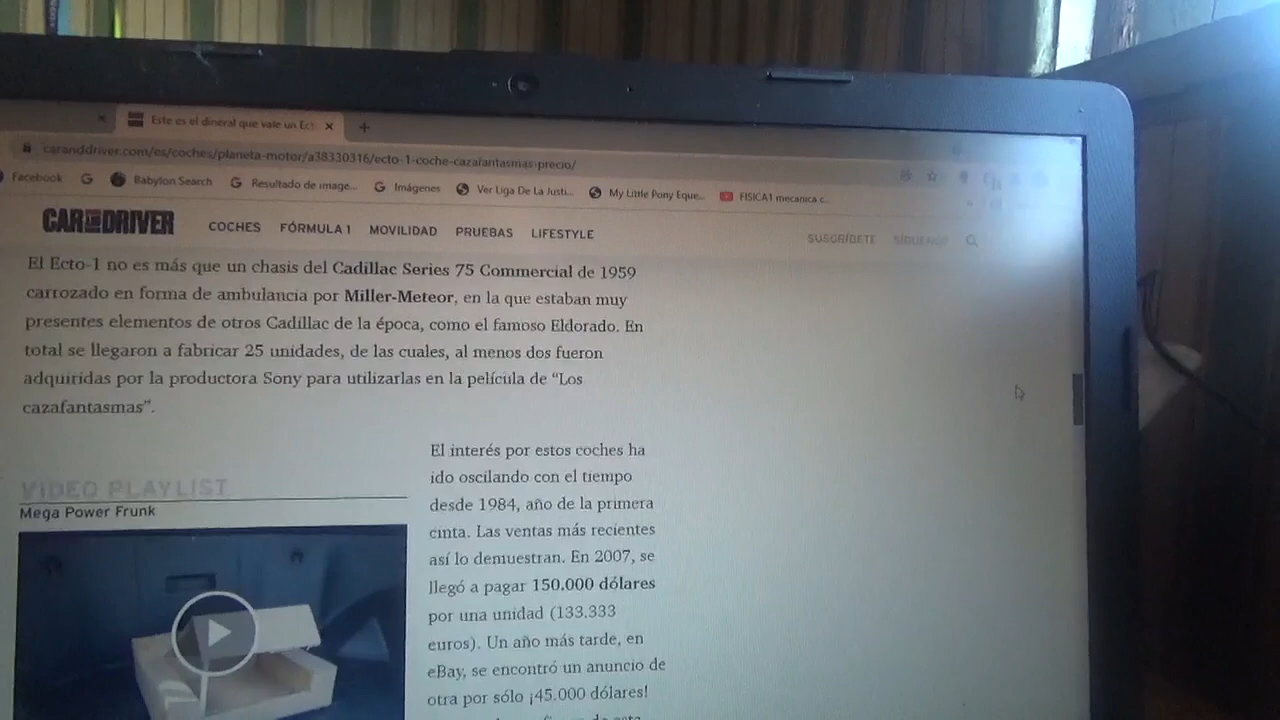 Este es el dineral que vale un Ect
caranddriver.com/es/coches/planeta-motor/a38330316/ecto-1-coche-cazafantasmas-precio/
Facebook
Babylon Search
Resultado de image...
Imágenes
Ver Liga De La Justi...
My Little Pony Eque...
FISICA1 mecanica c...
CAR AND DRIVER
COCHES
FÓRMULA 1
MOVILIDAD
PRUEBAS
LIFESTYLE
SUSCRÍBETE
SÍGUENOS
El Ecto-1 no es más que un chasis del Cadillac Series 75 Commercial de 1959
carrozado en forma de ambulancia por Miller-Meteor, en la que estaban muy
presentes elementos de otros Cadillac de la época, como el famoso Eldorado. En
total se llegaron a fabricar 25 unidades, de las cuales, al menos dos fueron
adquiridas por la productora Sony para utilizarlas en la película de “Los
cazafantasmas”.
VIDEO PLAYLIST
Mega Power Frunk
El interés por estos coches ha
ido oscilando con el tiempo
desde 1984, año de la primera
cinta. Las ventas más recientes
así lo demuestran. En 2007, se
llegó a pagar 150.000 dólares
por una unidad (133.333
euros). Un año más tarde, en
eBay, se encontró un anuncio de
otra por sólo ¡45.000 dólares!